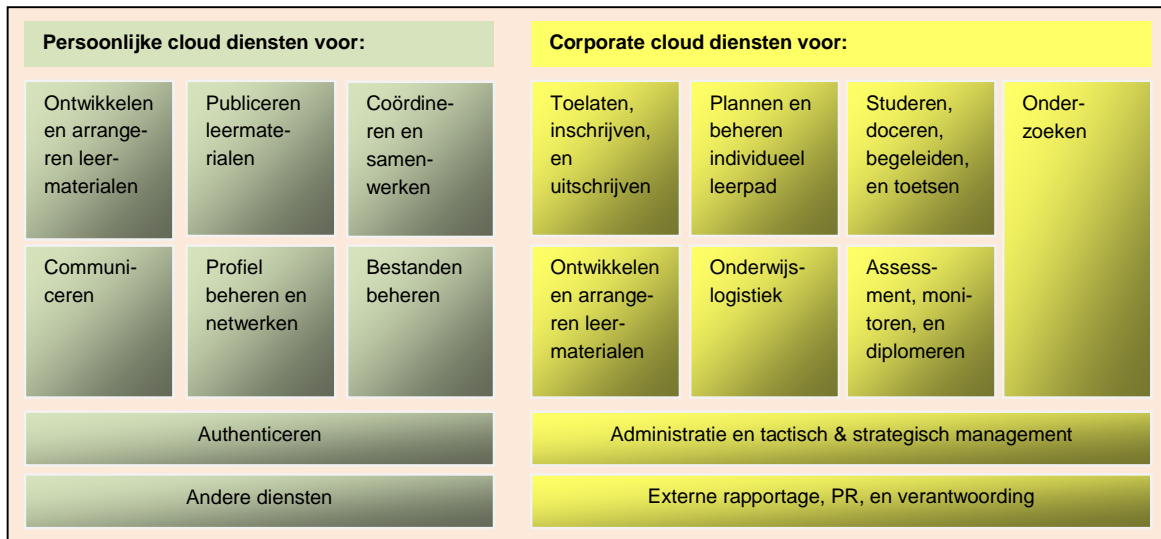 Persoonlijke cloud diensten voor:
Ontwikkelen
en arrange-
ren leer-
materialen
Publiceren
leermate-
rialen
Coördine-
ren en
samen-
werken
Communi-
ceren
Profiel
beheren en
netwerken
Bestanden
beheren
Authenticeren
Andere diensten
Corporate cloud diensten voor:
Toelaten,
inschrijven,
en
uitschrijven
Plannen en
beheren
individueel
leerpad
Studeren,
doceren,
begeleiden,
en toetsen
Onder-
zoeken
Ontwikkelen
en arrange-
ren leer-
materialen
Onderwijs-
logistiek
Assess-
ment, moni-
toren, en
diplomeren
Administratie en tactisch & strategisch management
Externe rapportage, PR, en verantwoording